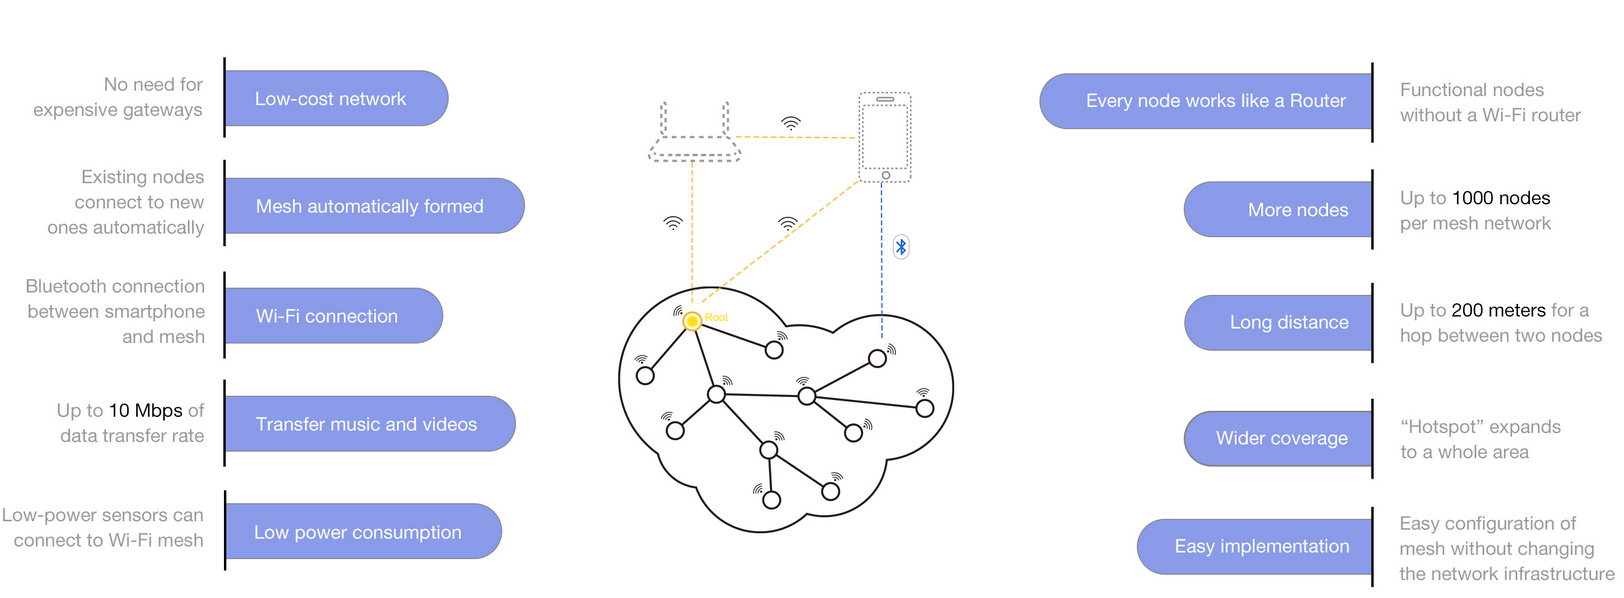 No need for
expensive gateways
Low-cost network
Existing nodes
connect to new
ones automatically
Mesh automatically formed
Bluetooth connection
between smartphone
and mesh
Wi-Fi connection
Up to 10 Mbps of
data transfer rate
Transfer music and videos
Low-power sensors can
connect to Wi-Fi mesh
Low power consumption
Root
Every node works like a Router
Functional nodes
without a Wi-Fi router
More nodes
Up to 1000 nodes
per mesh network
Long distance
Up to 200 meters for a
hop between two nodes
Wider coverage
“Hotspot” expands
to a whole area
Easy implementation
Easy configuration of
mesh without changing
the network infrastructure